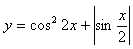 y = cos² 2x + |sin x/2|